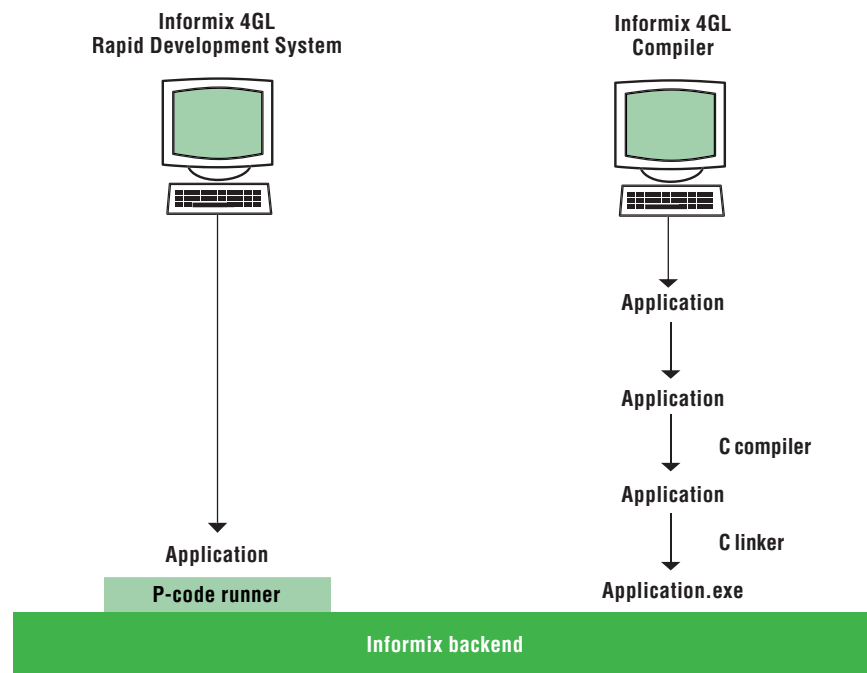 Informix 4GL
Rapid Development System
Informix 4GL
Compiler
Application
Application
C compiler
Application
C linker
Application
P-code runner
Application.exe
Informix backend